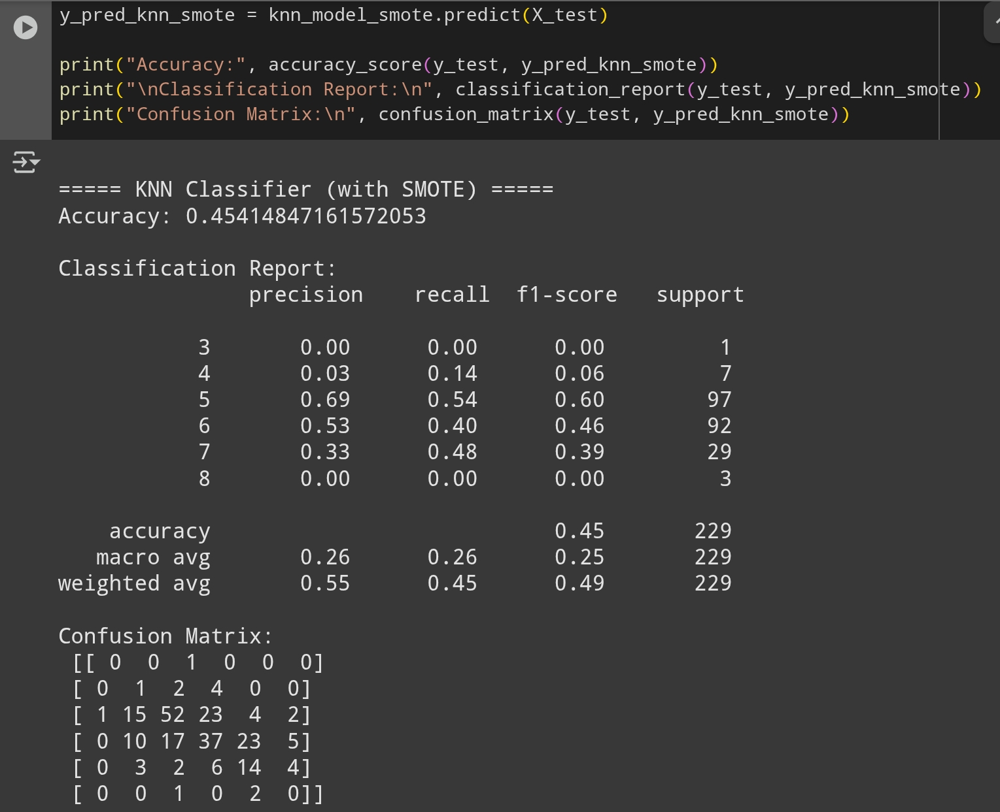 y_pred_knn_smote = knn_model_smote.predict(X_test)
print("Accuracy:", accuracy_score(y_test, y_pred_knn_smote))
print("\nClassification Report:\n", classification_report(y_test, y_pred_knn_smote))
print("Confusion Matrix:\n", confusion_matrix(y_test, y_pred_knn_smote))
===== KNN Classifier (with SMOTE) =====
Accuracy: 0.45414847161572053
Classification Report:
precision recall f1-score support
3 0.00 0.00 0.00 1
4 0.03 0.14 0.06 7
5 0.69 0.54 0.60 97
6 0.53 0.40 0.46 92
7 0.33 0.48 0.39 29
8 0.00 0.00 0.00 3
accuracy 0.45 229
macro avg 0.26 0.26 0.25 229
weighted avg 0.55 0.45 0.49 229
Confusion Matrix:
[[ 0 0 1 0 0 0]
[ 0 1 2 4 0 0]
[ 1 15 52 23 4 2]
[ 0 10 17 37 23 5]
[ 0 3 2 6 14 4]
[ 0 0 1 0 2 0]]